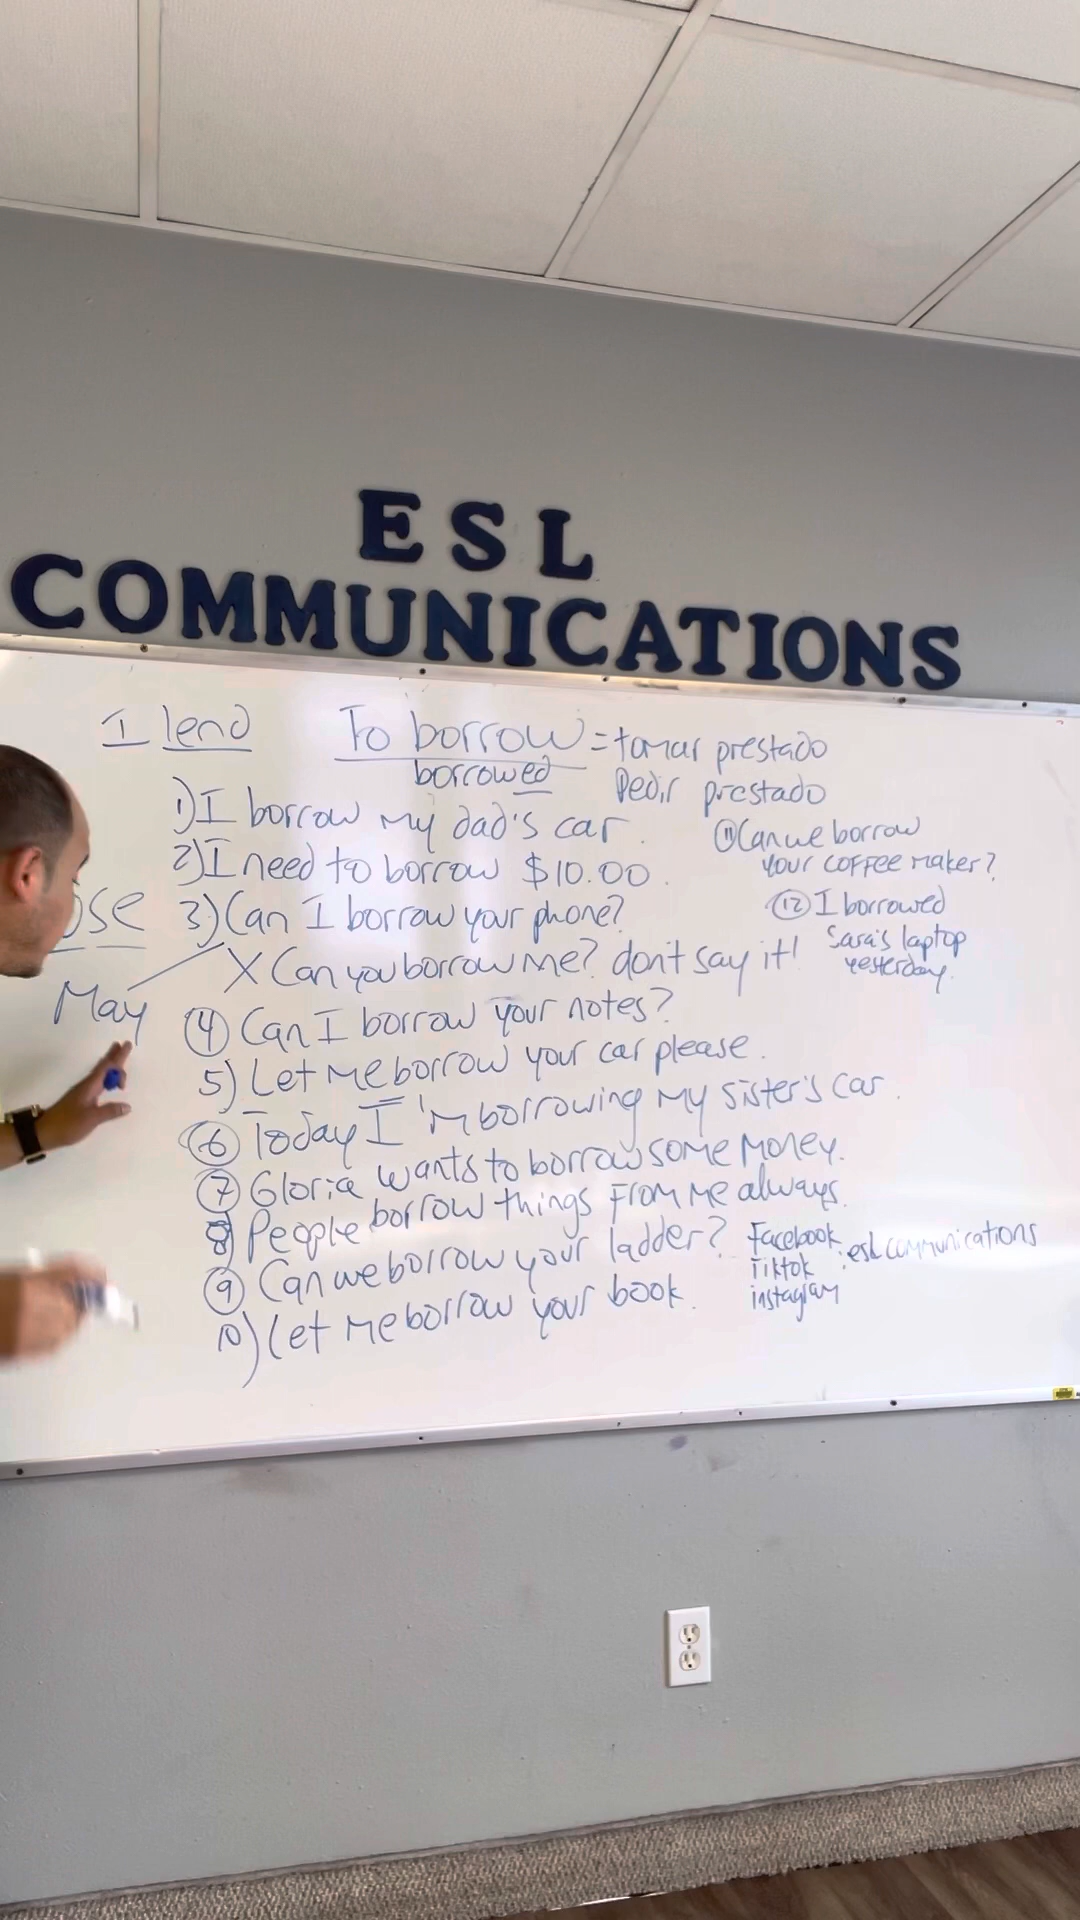 ESL
COMMUNICATIONS
I lend
To borrow = tomar prestado
borrowed
Pedir prestado
1) I borrow my dad's car.
2) I need to borrow $10.00.
3) Can I borrow your phone?
X Can you borrow me? don't say it!
May
4 Can I borrow your notes?
5) Let me borrow your car please.
6 Today I'm borrowing my sister's car.
7 Gloria wants to borrow some money.
8) People borrow things from me always.
9 Can we borrow your ladder?
10) Let me borrow your book.
11 Can we borrow
your coffee maker?
12 I borrowed
Sara's laptop
yesterday.
Facebook
Tiktok : esl communications
instagram